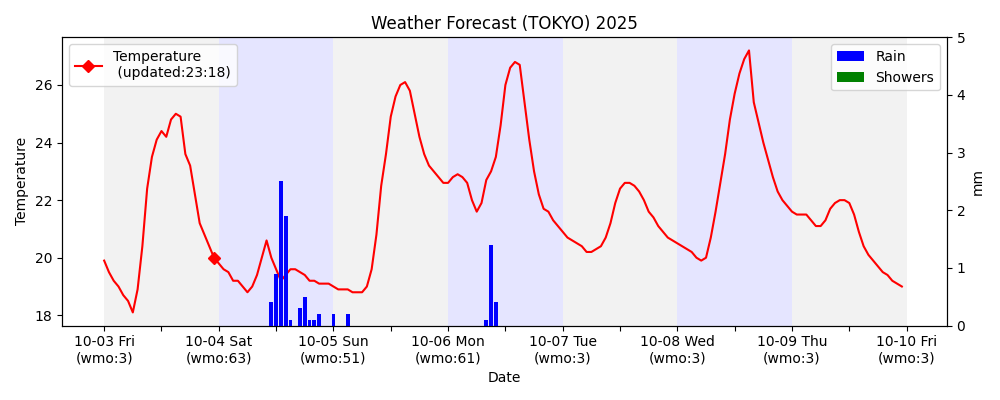 Weather Forecast (TOKYO) 2025
Temperature
(updated:23:18)
Rain
Showers
Temperature
26
24
22
20
18
5
4
3
2
1
0
mm
10-03 Fri
(wmo:3)
10-04 Sat
(wmo:63)
10-05 Sun
(wmo:51)
10-06 Mon
(wmo:61)
10-07 Tue
(wmo:3)
10-08 Wed
(wmo:3)
10-09 Thu
(wmo:3)
10-10 Fri
(wmo:3)
Date